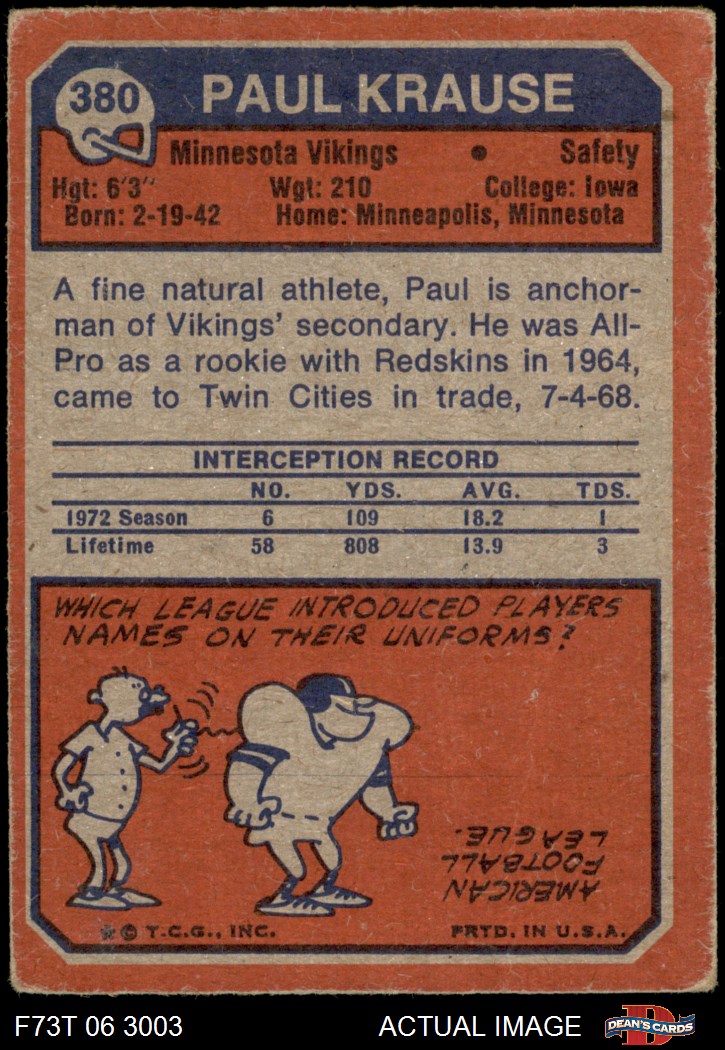 380
PAUL KRAUSE
Minnesota Vikings • Safety
Hgt: 6'3" Wgt: 210 College: Iowa
Born: 2-19-42 Home: Minneapolis, Minnesota
A fine natural athlete, Paul is anchor-
man of Vikings' secondary. He was All-
Pro as a rookie with Redskins in 1964,
came to Twin Cities in trade, 7-4-68.
INTERCEPTION RECORD
NO. YDS. AVG. TDS.
1972 Season 6 109 18.2 1
Lifetime 58 808 13.9 3
WHICH LEAGUE INTRODUCED PLAYERS
NAMES ON THEIR UNIFORMS?
AMERICAN
FOOTBALL
LEAGUE.
★ © T.C.G., INC. PRTD. IN U.S.A.
F73T 06 3003 ACTUAL IMAGE
D
DEAN'S CARDS